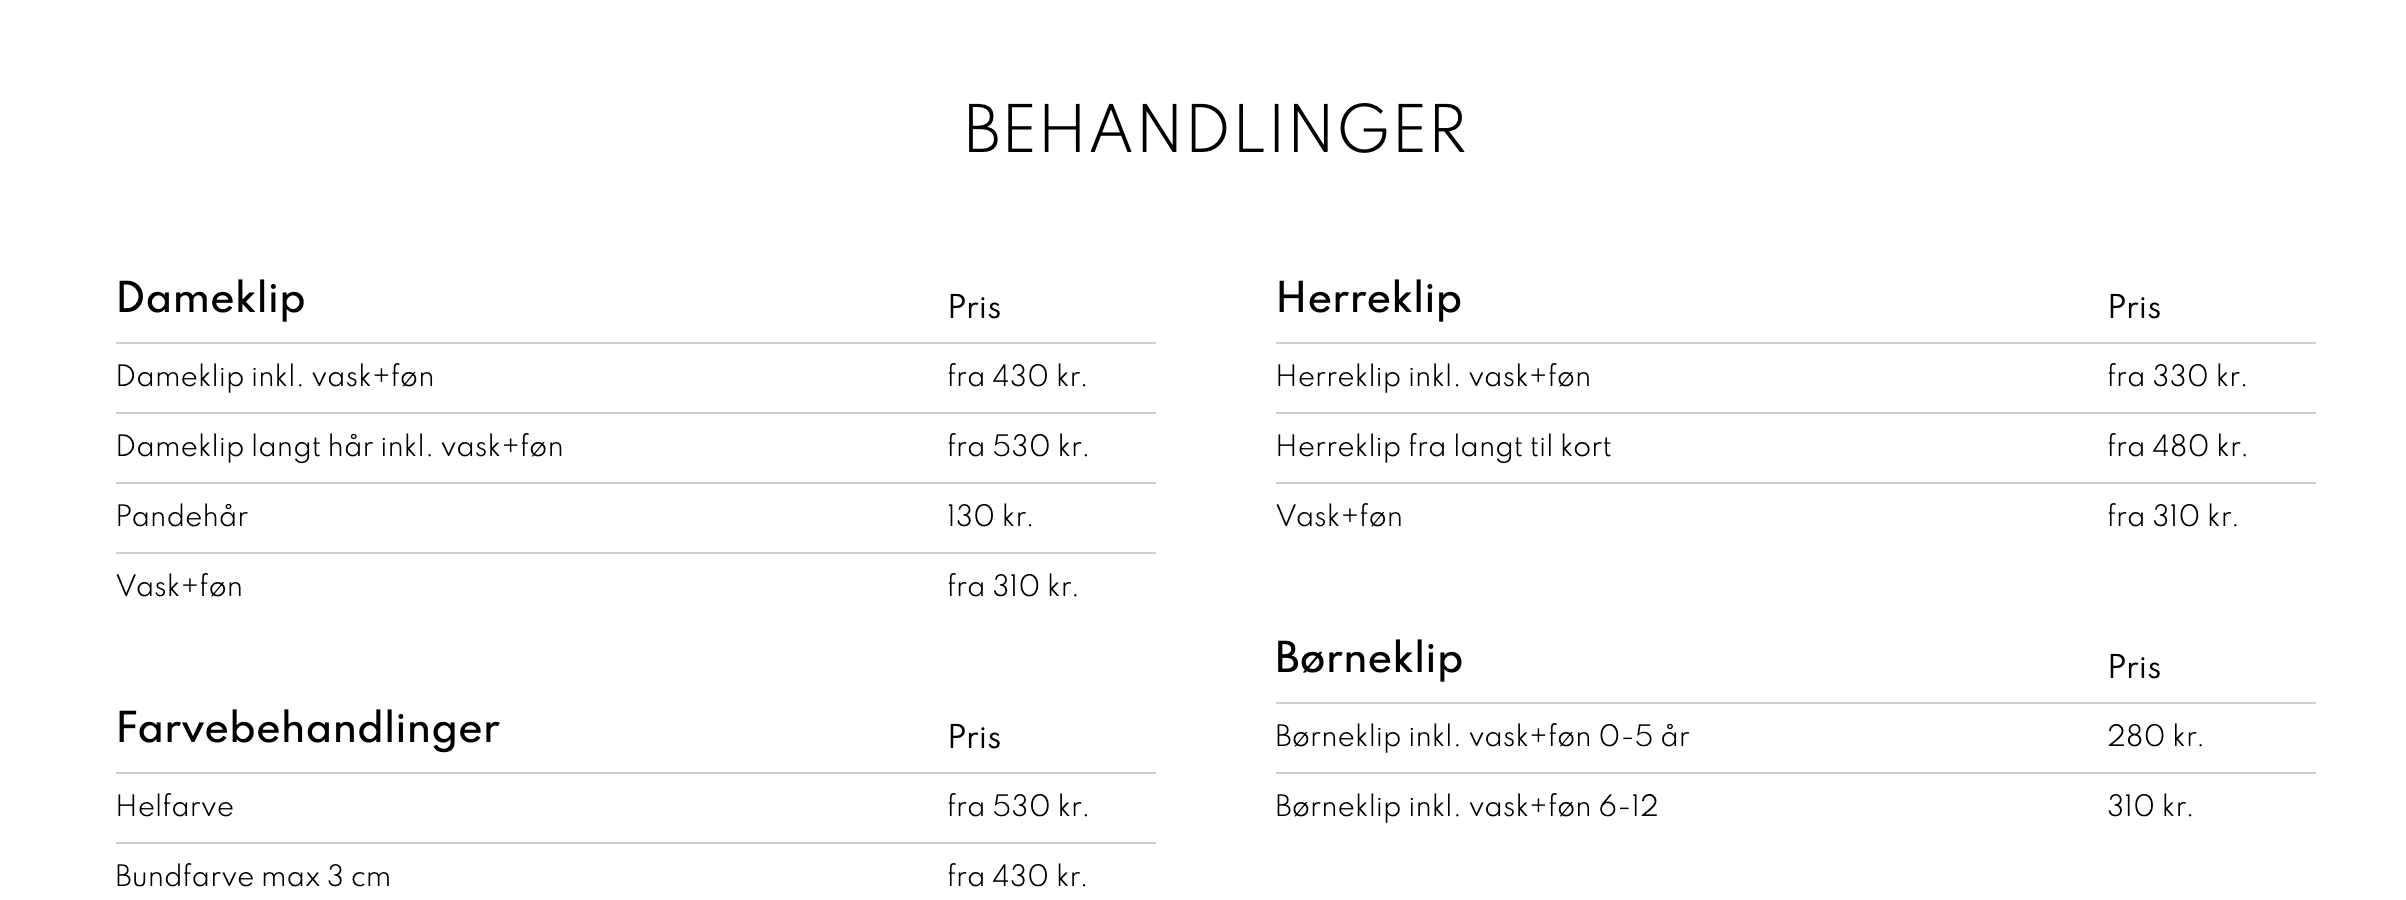 BEHANDLINGER
Dameklip Pris
Dameklip inkl. vask+føn fra 430 kr.
Dameklip langt hår inkl. vask+føn fra 530 kr.
Pandehår 130 kr.
Vask+føn fra 310 kr.
Farvebehandlinger Pris
Helfarve fra 530 kr.
Bundfarve max 3 cm fra 430 kr.
Herreklip Pris
Herreklip inkl. vask+føn fra 330 kr.
Herreklip fra langt til kort fra 480 kr.
Vask+føn fra 310 kr.
Børneklip Pris
Børneklip inkl. vask+føn 0-5 år 280 kr.
Børneklip inkl. vask+føn 6-12 310 kr.